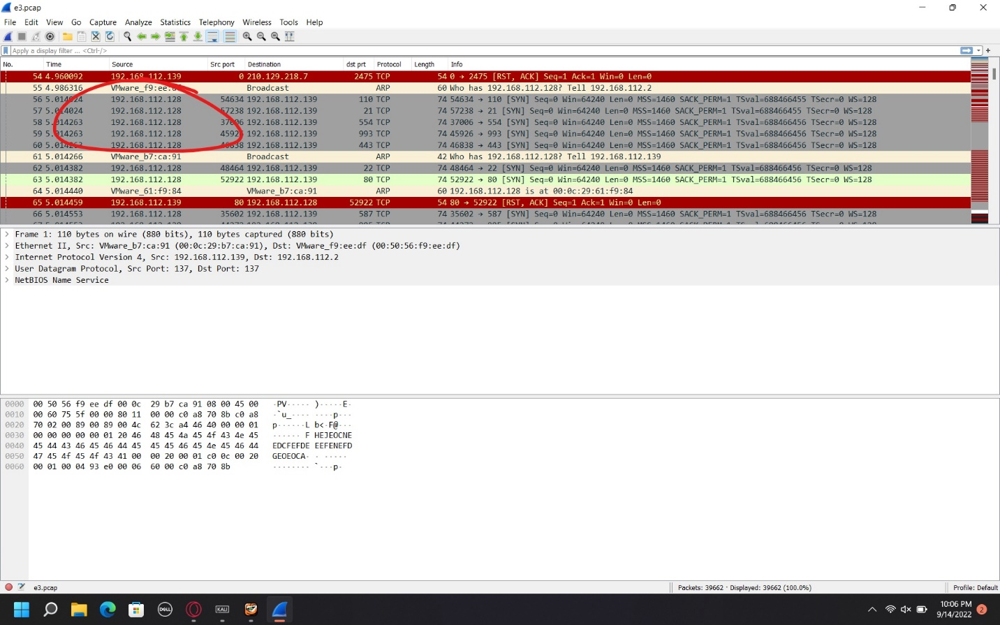 e3.pcap
File Edit View Go Capture Analyze Statistics Telephony Wireless Tools Help
Apply a display filter ... <Ctrl-/>
No. Time Source Src port Destination dst prt Protocol Length Info
54 4.960092 192.168.112.139 0 210.129.218.7 2475 TCP 54 0 → 2475 [RST, ACK] Seq=1 Ack=1 Win=0 Len=0
55 4.986316 VMware_f9:ee:df Broadcast ARP 60 Who has 192.168.112.128? Tell 192.168.112.2
56 5.014024 192.168.112.128 54634 192.168.112.139 110 TCP 74 54634 → 110 [SYN] Seq=0 Win=64240 Len=0 MSS=1460 SACK_PERM=1 TSval=688466455 TSecr=0 WS=128
57 5.014024 192.168.112.128 57238 192.168.112.139 21 TCP 74 57238 → 21 [SYN] Seq=0 Win=64240 Len=0 MSS=1460 SACK_PERM=1 TSval=688466455 TSecr=0 WS=128
58 5.014263 192.168.112.128 37006 192.168.112.139 554 TCP 74 37006 → 554 [SYN] Seq=0 Win=64240 Len=0 MSS=1460 SACK_PERM=1 TSval=688466456 TSecr=0 WS=128
59 5.014263 192.168.112.128 45926 192.168.112.139 993 TCP 74 45926 → 993 [SYN] Seq=0 Win=64240 Len=0 MSS=1460 SACK_PERM=1 TSval=688466456 TSecr=0 WS=128
60 5.014263 192.168.112.128 46838 192.168.112.139 443 TCP 74 46838 → 443 [SYN] Seq=0 Win=64240 Len=0 MSS=1460 SACK_PERM=1 TSval=688466456 TSecr=0 WS=128
61 5.014266 VMware_b7:ca:91 Broadcast ARP 42 Who has 192.168.112.128? Tell 192.168.112.139
62 5.014382 192.168.112.128 48464 192.168.112.139 22 TCP 74 48464 → 22 [SYN] Seq=0 Win=64240 Len=0 MSS=1460 SACK_PERM=1 TSval=688466456 TSecr=0 WS=128
63 5.014382 192.168.112.128 52922 192.168.112.139 80 TCP 74 52922 → 80 [SYN] Seq=0 Win=64240 Len=0 MSS=1460 SACK_PERM=1 TSval=688466456 TSecr=0 WS=128
64 5.014440 VMware_61:f9:84 VMware_b7:ca:91 ARP 60 192.168.112.128 is at 00:0c:29:61:f9:84
65 5.014459 192.168.112.139 80 192.168.112.128 52922 TCP 54 80 → 52922 [RST, ACK] Seq=1 Ack=1 Win=0 Len=0
66 5.014553 192.168.112.128 35602 192.168.112.139 587 TCP 74 35602 → 587 [SYN] Seq=0 Win=64240 Len=0 MSS=1460 SACK_PERM=1 TSval=688466456 TSecr=0 WS=128
Frame 1: 110 bytes on wire (880 bits), 110 bytes captured (880 bits)
Ethernet II, Src: VMware_b7:ca:91 (00:0c:29:b7:ca:91), Dst: VMware_f9:ee:df (00:50:56:f9:ee:df)
Internet Protocol Version 4, Src: 192.168.112.139, Dst: 192.168.112.2
User Datagram Protocol, Src Port: 137, Dst Port: 137
NetBIOS Name Service
0000 00 50 56 f9 ee df 00 0c 29 b7 ca 91 08 00 45 00 ·PV····· )·····E·
0010 00 60 75 5f 00 00 80 11 00 00 c0 a8 70 8b c0 a8 ·`u_···· ····p···
0020 70 02 00 89 00 89 00 4c 62 3c a4 46 40 00 00 01 p······L b<·F@···
0030 00 00 00 00 00 01 20 46 48 45 4a 45 4f 43 4e 45 ······ F HEJEOCNE
0040 45 44 43 46 45 46 44 45 45 45 46 45 4e 45 46 44 EDCFEFDE EEFENEFD
0050 47 45 4f 45 4f 43 41 00 00 20 00 01 c0 0c 00 20 GEOEOCA· · ·····
0060 00 01 00 04 93 e0 00 06 60 00 c0 a8 70 8b ········ `···p·
e3.pcap Packets: 39662 · Displayed: 39662 (100.0%) Profile: Default
DELL
KALI
10:06 PM
9/14/2022
2